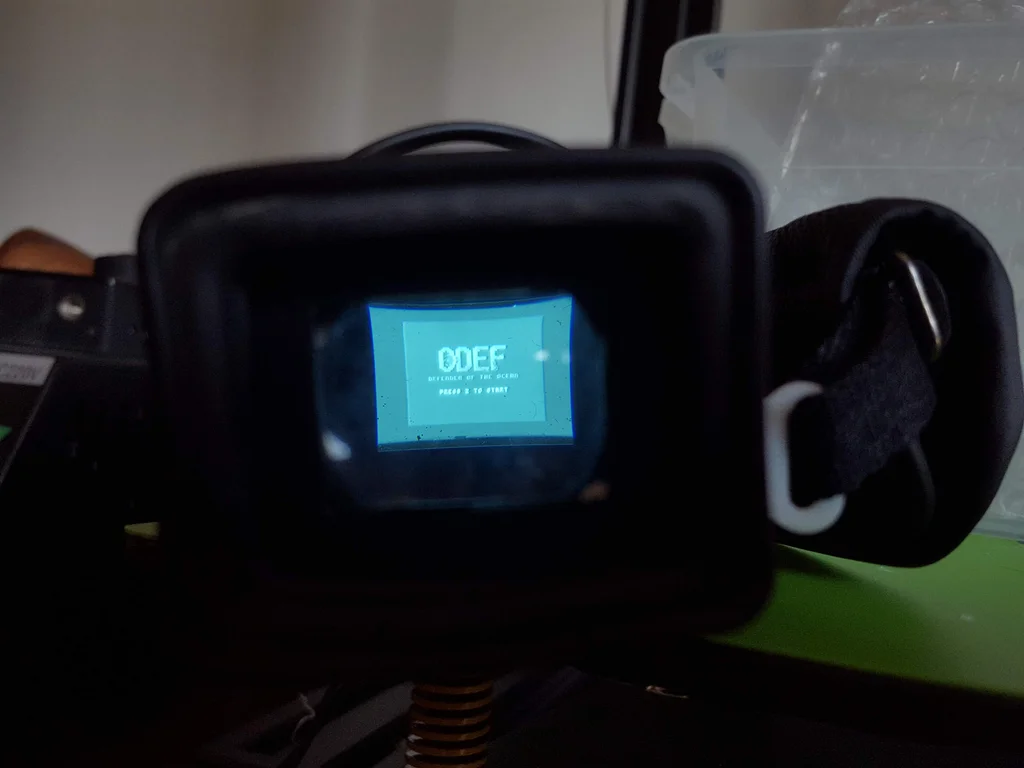 ODEF
DEFENDER OF THE OCEAN
PRESS X TO START